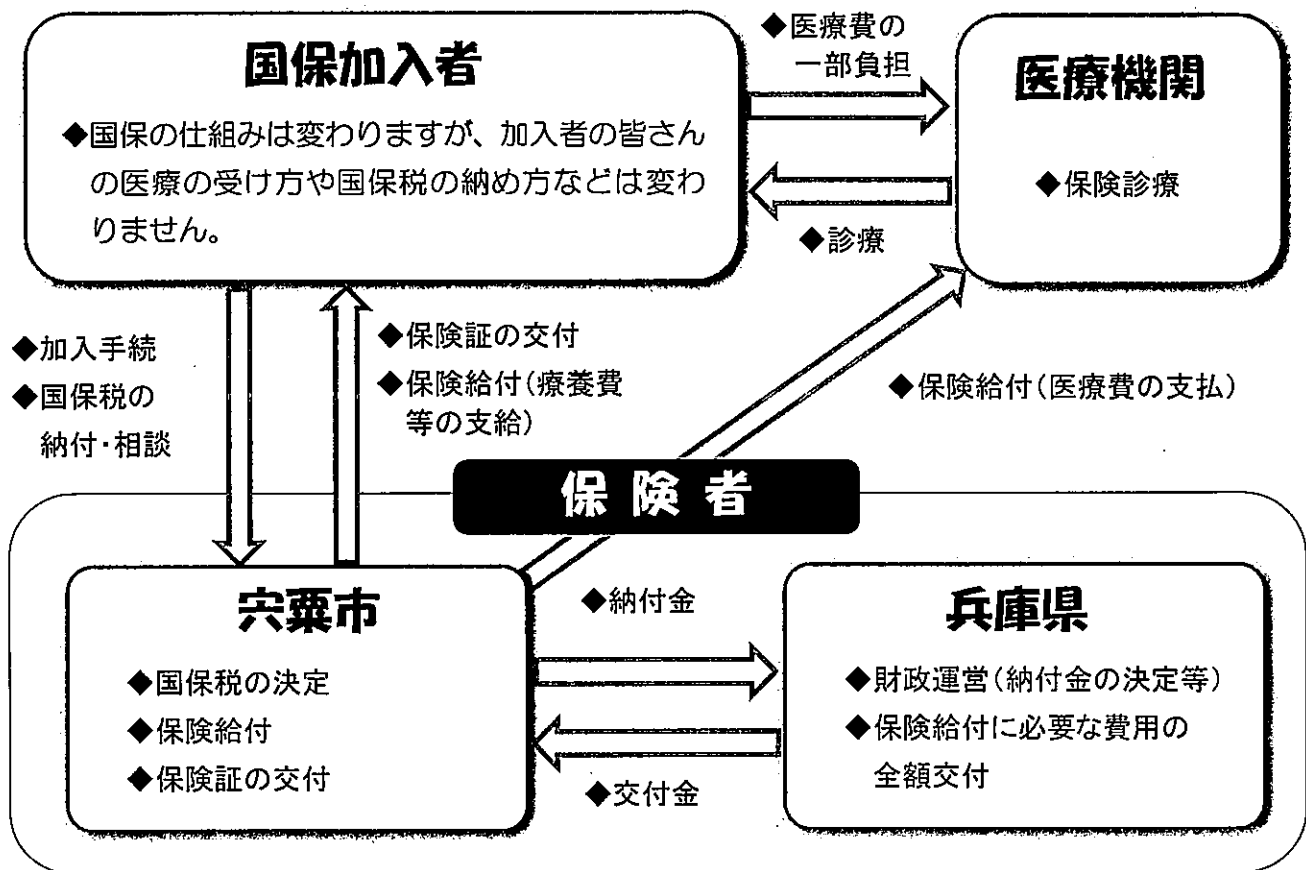 国保加入者
◆国保の仕組みは変わりますが、加入者の皆さん
の医療の受け方や国保税の納め方などは変わ
りません。
◆医療費の
一部負担
◆診療
医療機関
◆保険診療
◆加入手続
◆国保税の
納付・相談
◆保険証の交付
◆保険給付(療養費
等の支給)
◆保険給付(医療費の支払)
保険者
宍粟市
◆国保税の決定
◆保険給付
◆保険証の交付
◆納付金
◆交付金
兵庫県
◆財政運営(納付金の決定等)
◆保険給付に必要な費用の
全額交付